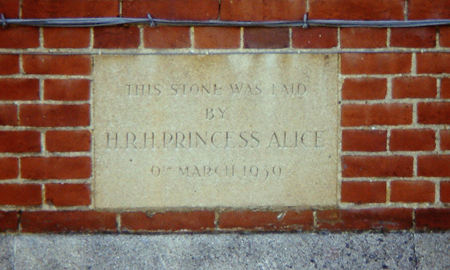 THIS STONE WAS LAID
BY
H.R.H. PRINCESS ALICE
9TH MARCH 1939